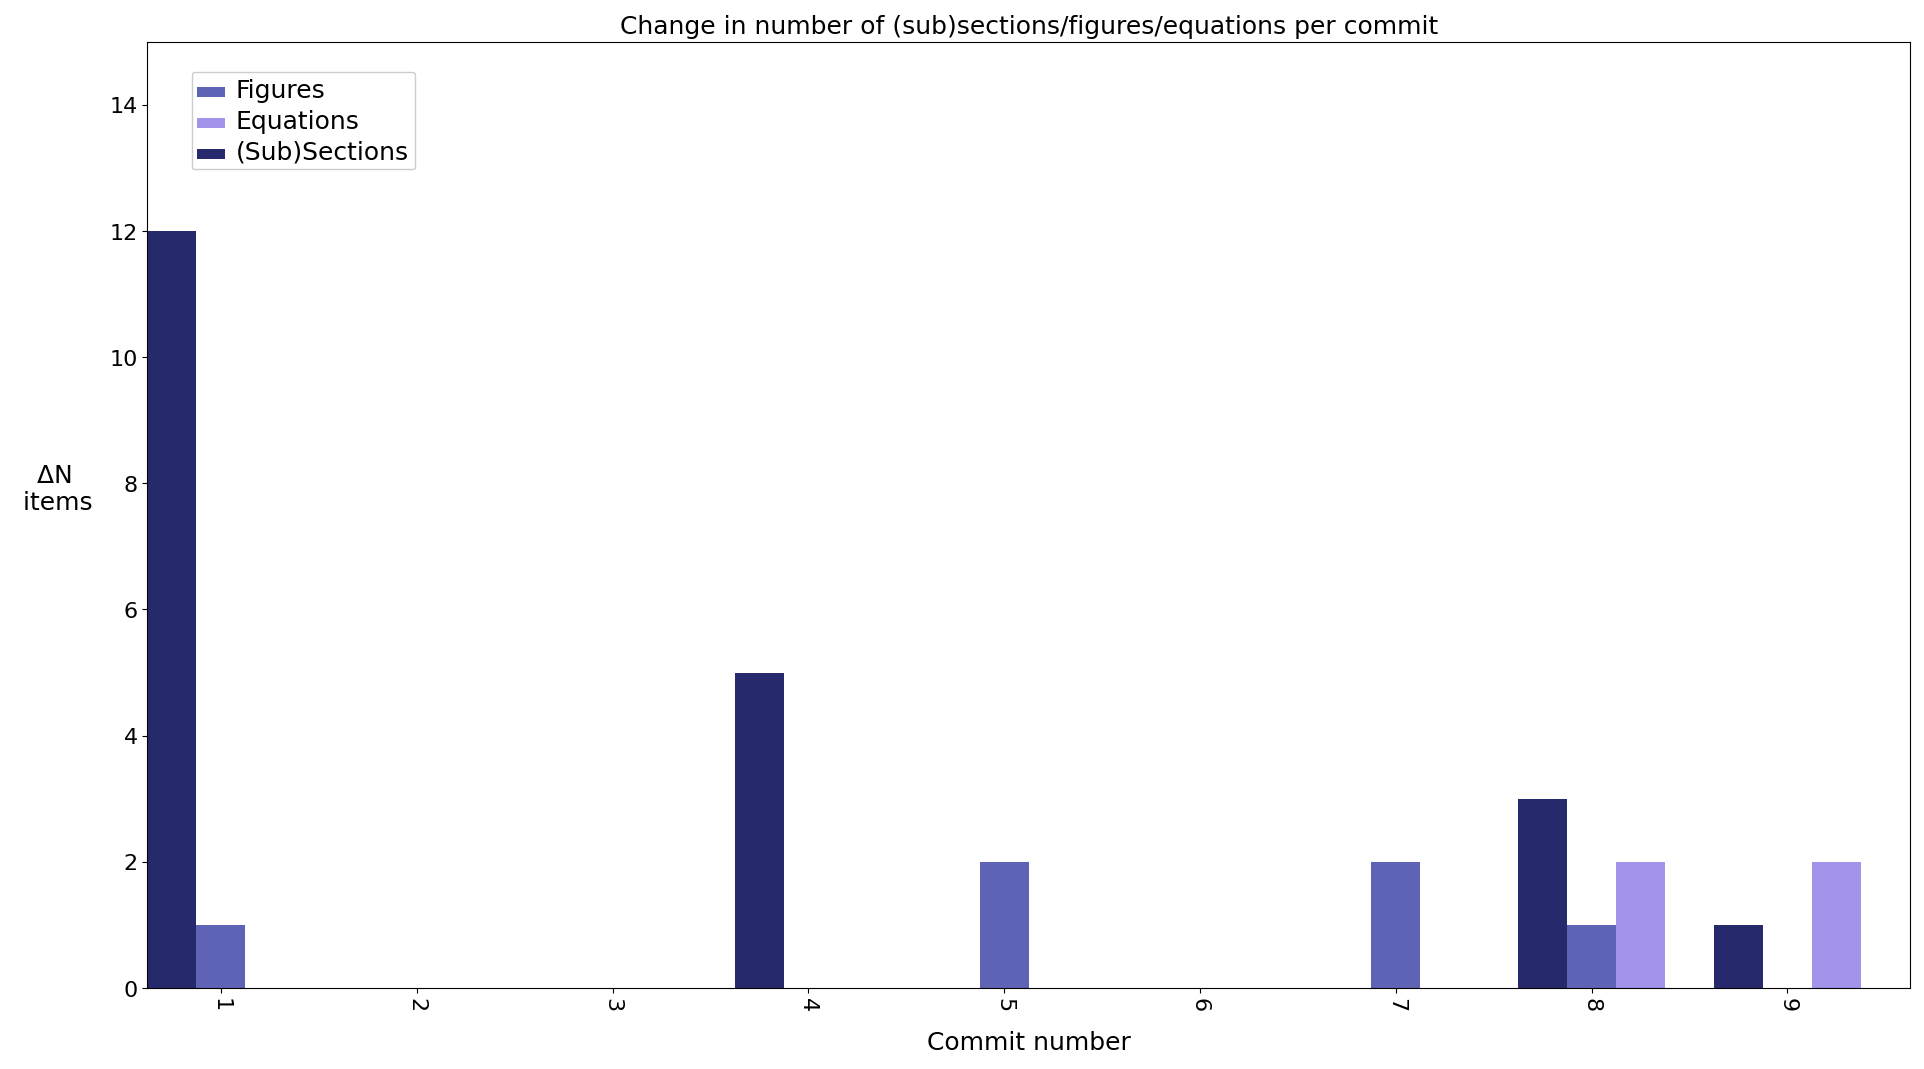 Change in number of (sub)sections/figures/equations per commit
Figures
Equations
(Sub)Sections
14
12
10
8
6
4
2
0
ΔN
items
1 2 3 4 5 6 7 8 9
Commit number